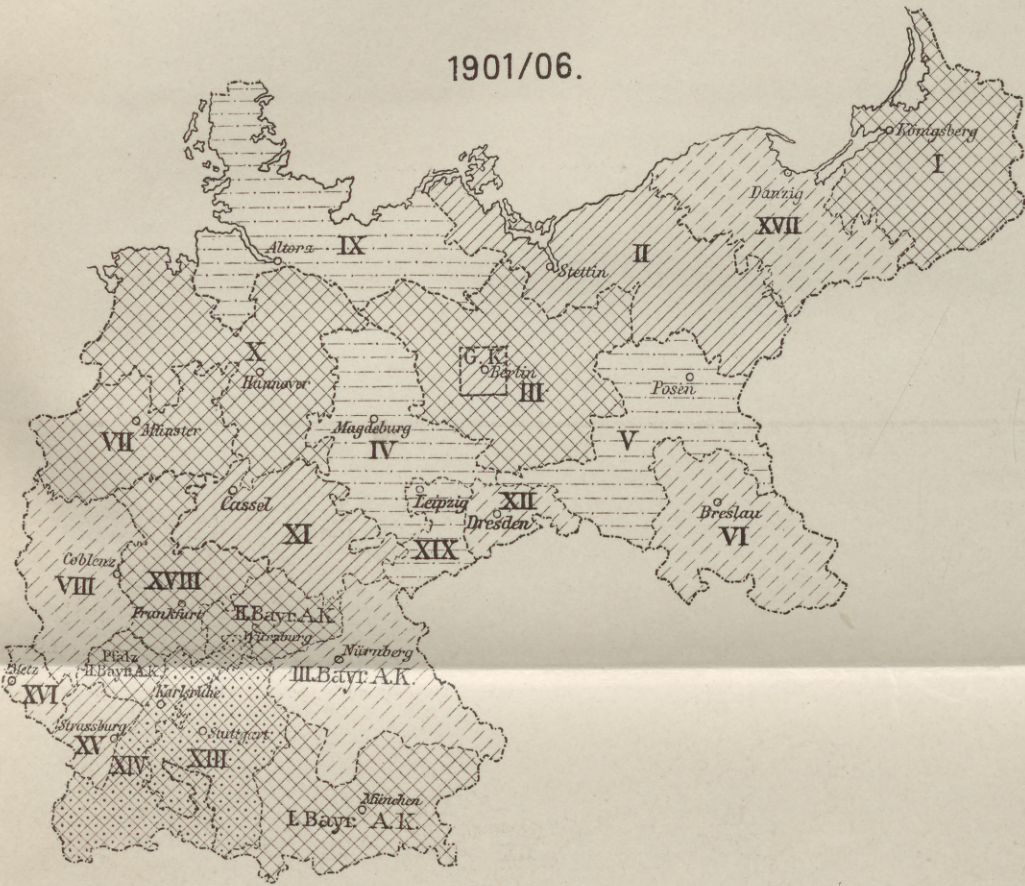 1901/06.
Königsberg
I
Danzig
XVII
Altora
IX
II
Stettin
X
Hannover
G. K.
Berlin
III
Posen
VII
Münster
Magdeburg
IV
V
Cassel
XI
Leipzig
XII
Dresden
Breslau
VI
XIX
Coblenz
VIII
XVIII
Frankfurt
II. Bayr. A.K.
Würzburg
Nürnberg
III. Bayr. A.K.
Pfalz
II. Bayr. A.K.
Metz
XVI
Karlsruhe
Strassburg
XV
XIV
Stuttgart
XIII
München
I. Bayr. A. K.